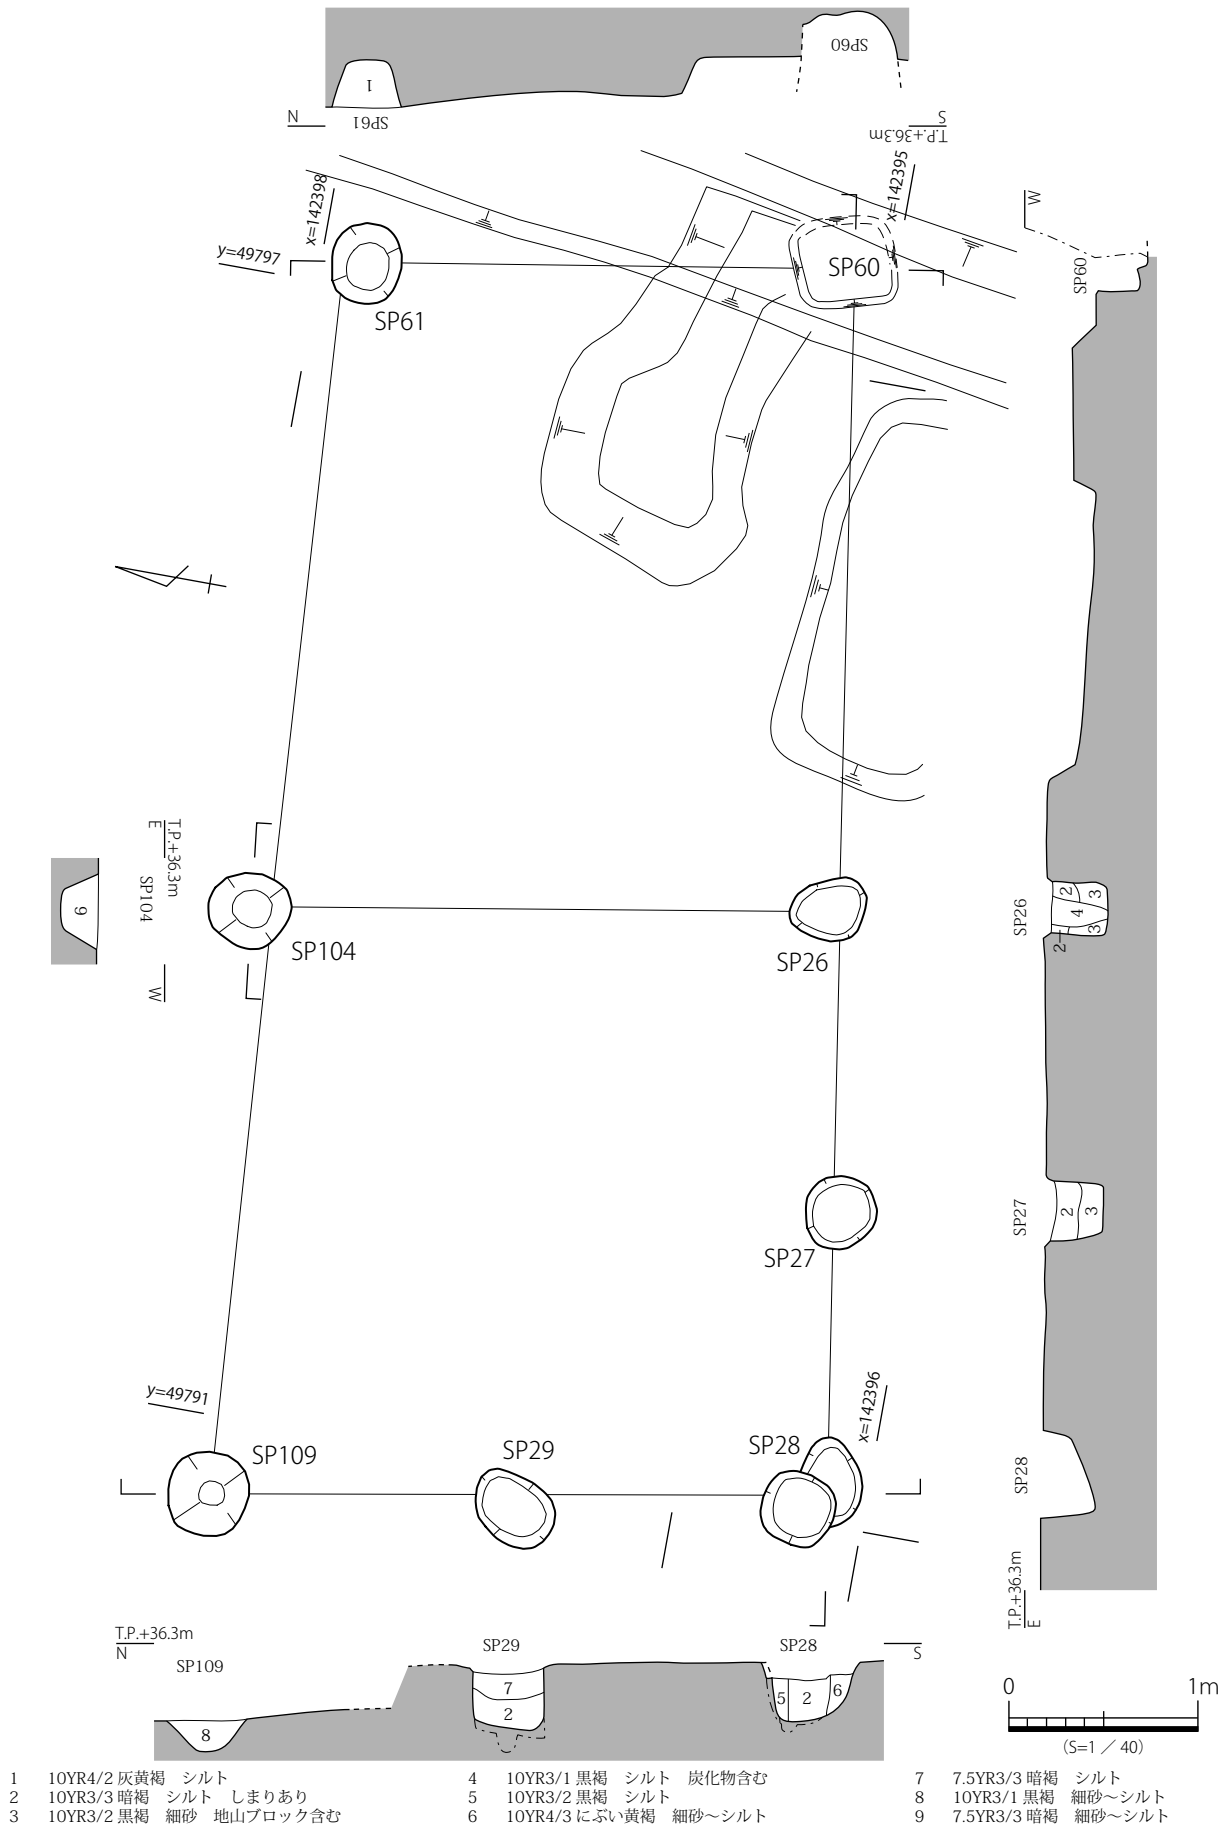 SP60
1
SP61
N
S
T.P.+36.3m
x=142398
x=142395
y=49797
W
SP61
SP60
SP60
T.P.+36.3m
E
SP104
6
W
SP104
SP26
SP26
2
3
4
2
3
SP27
SP27
2
3
y=49791
x=142396
SP109
SP29
SP28
SP28
T.P.+36.3m
E
T.P.+36.3m
N
SP109
SP29
SP28
S
8
7
2
5
2
6
0 1m
(S=1／40)
1 10YR4/2 灰黄褐 シルト
2 10YR3/3 暗褐 シルト しまりあり
3 10YR3/2 黒褐 細砂 地山ブロック含む
4 10YR3/1 黒褐 シルト 炭化物含む
5 10YR3/2 黒褐 シルト
6 10YR4/3 にぶい黄褐 細砂〜シルト
7 7.5YR3/3 暗褐 シルト
8 10YR3/1 黒褐 細砂〜シルト
9 7.5YR3/3 暗褐 細砂〜シルト